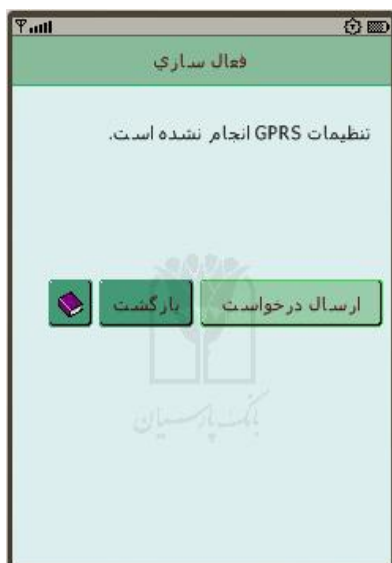 فعال سازي
تنظیمات GPRS انجام نشده است.
ارسال درخواست بازگشت
بانک پارسیان